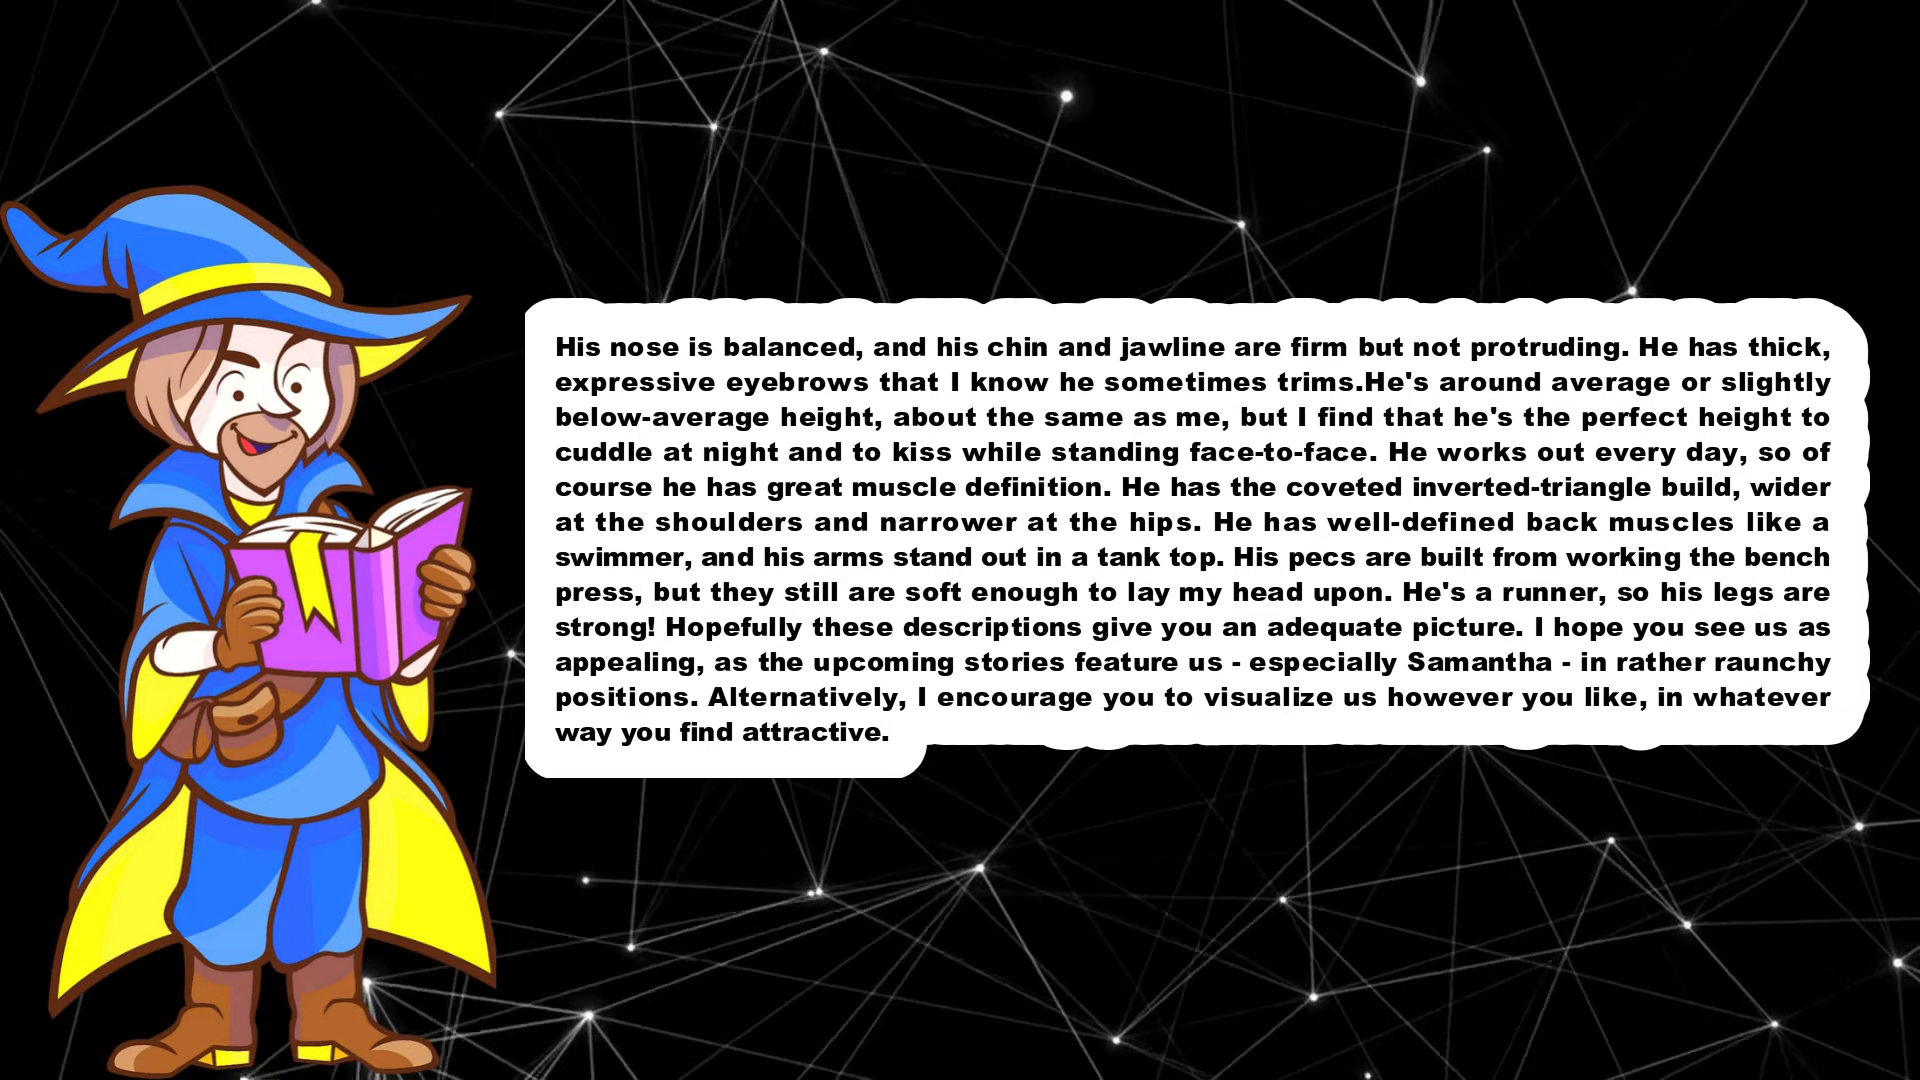 His nose is balanced, and his chin and jawline are firm but not protruding. He has thick,
expressive eyebrows that I know he sometimes trims.He's around average or slightly
below-average height, about the same as me, but I find that he's the perfect height to
cuddle at night and to kiss while standing face-to-face. He works out every day, so of
course he has great muscle definition. He has the coveted inverted-triangle build, wider
at the shoulders and narrower at the hips. He has well-defined back muscles like a
swimmer, and his arms stand out in a tank top. His pecs are built from working the bench
press, but they still are soft enough to lay my head upon. He's a runner, so his legs are
strong! Hopefully these descriptions give you an adequate picture. I hope you see us as
appealing, as the upcoming stories feature us - especially Samantha - in rather raunchy
positions. Alternatively, I encourage you to visualize us however you like, in whatever
way you find attractive.